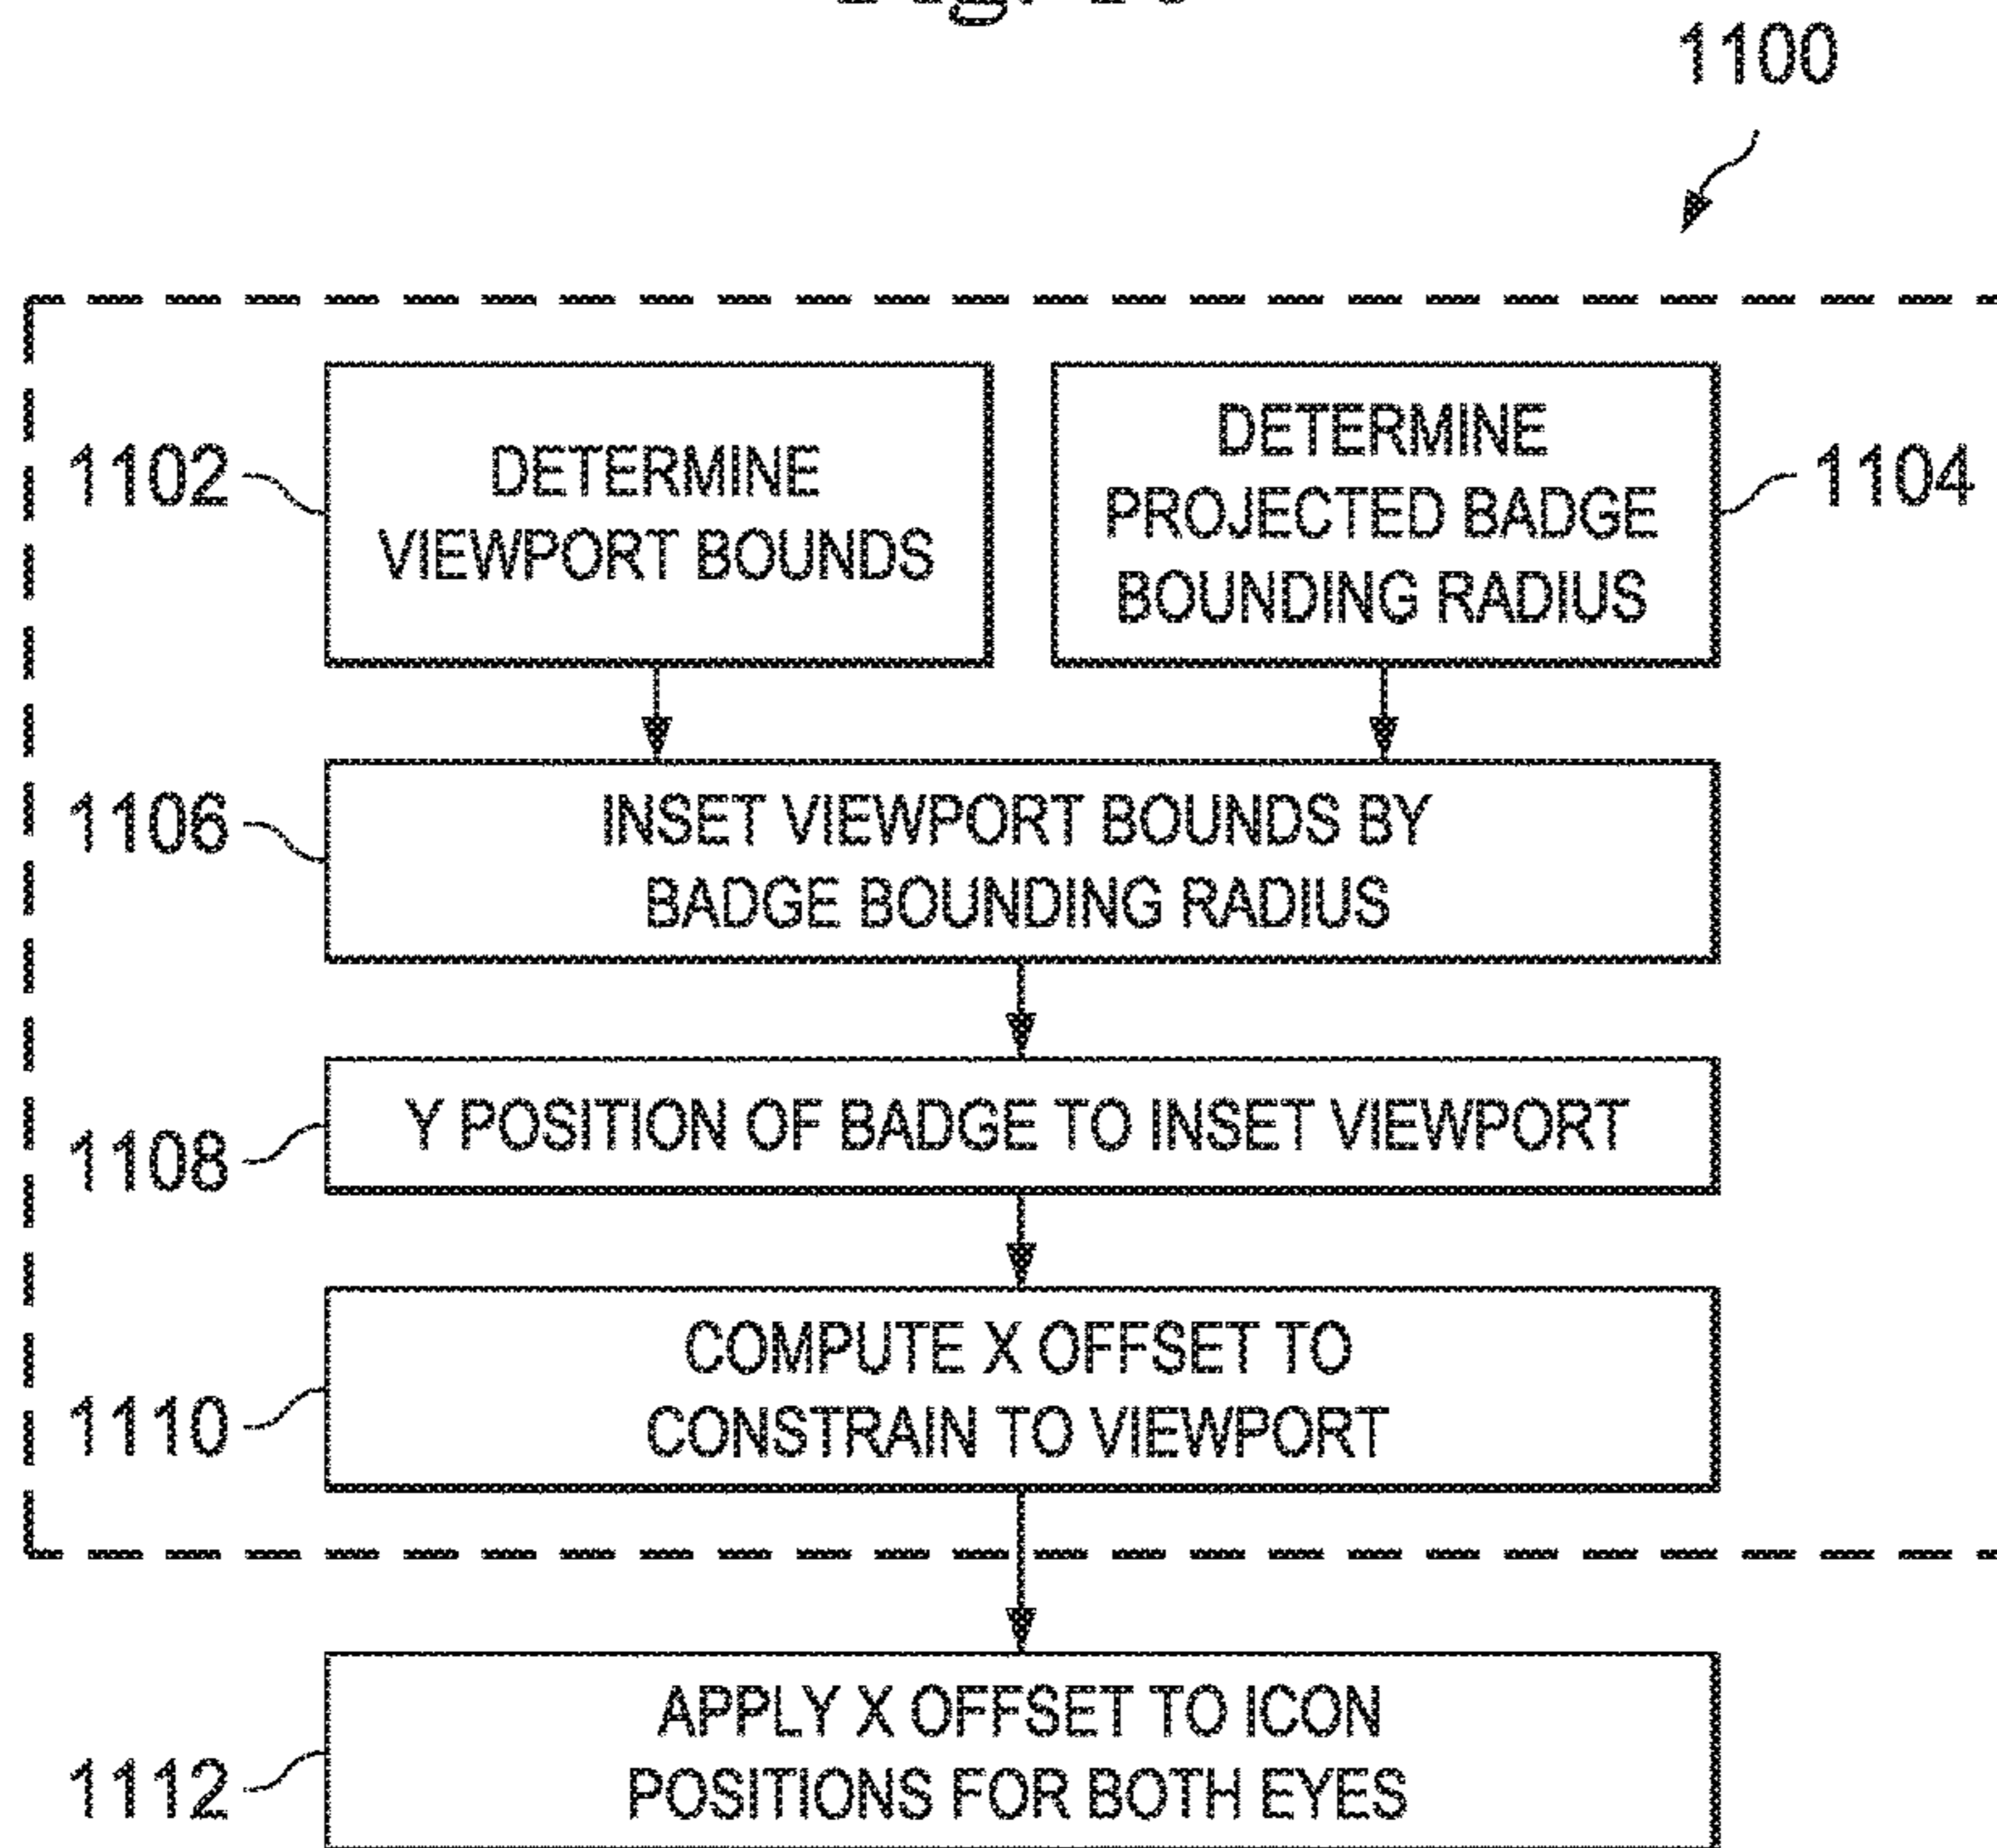 1100
1102
DETERMINE
VIEWPORT BOUNDS
DETERMINE
PROJECTED BADGE
BOUNDING RADIUS
1104
1106
INSET VIEWPORT BOUNDS BY
BADGE BOUNDING RADIUS
1108
Y POSITION OF BADGE TO INSET VIEWPORT
1110
COMPUTE X OFFSET TO
CONSTRAIN TO VIEWPORT
1112
APPLY X OFFSET TO ICON
POSITIONS FOR BOTH EYES